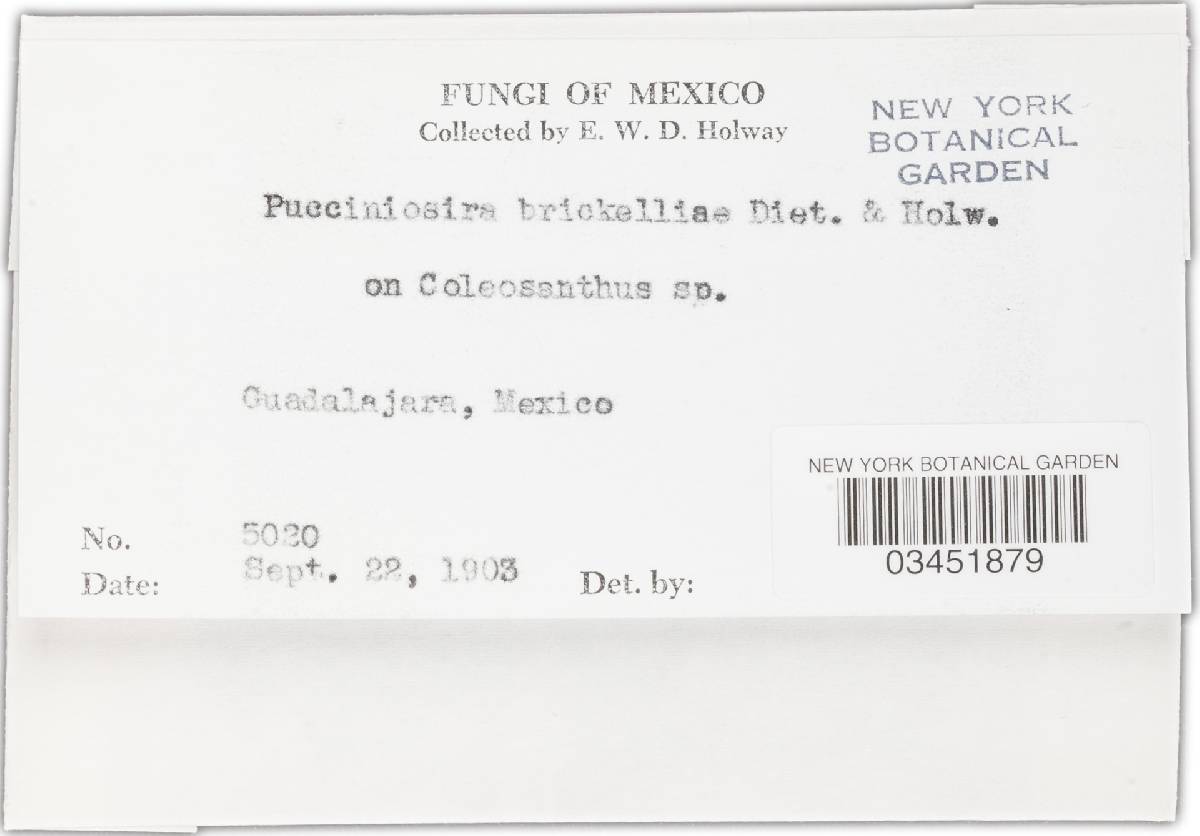 FUNGI OF MEXICO
Collected by E. W. D. Holway
NEW YORK
BOTANICAL
GARDEN
Pucciniosira brickelliae Diet. & Holw.
on Coleosanthus sp.
Guadalajara, Mexico
NEW YORK BOTANICAL GARDEN
03451879
No. 5020
Date: Sept. 22, 1903 Det. by: